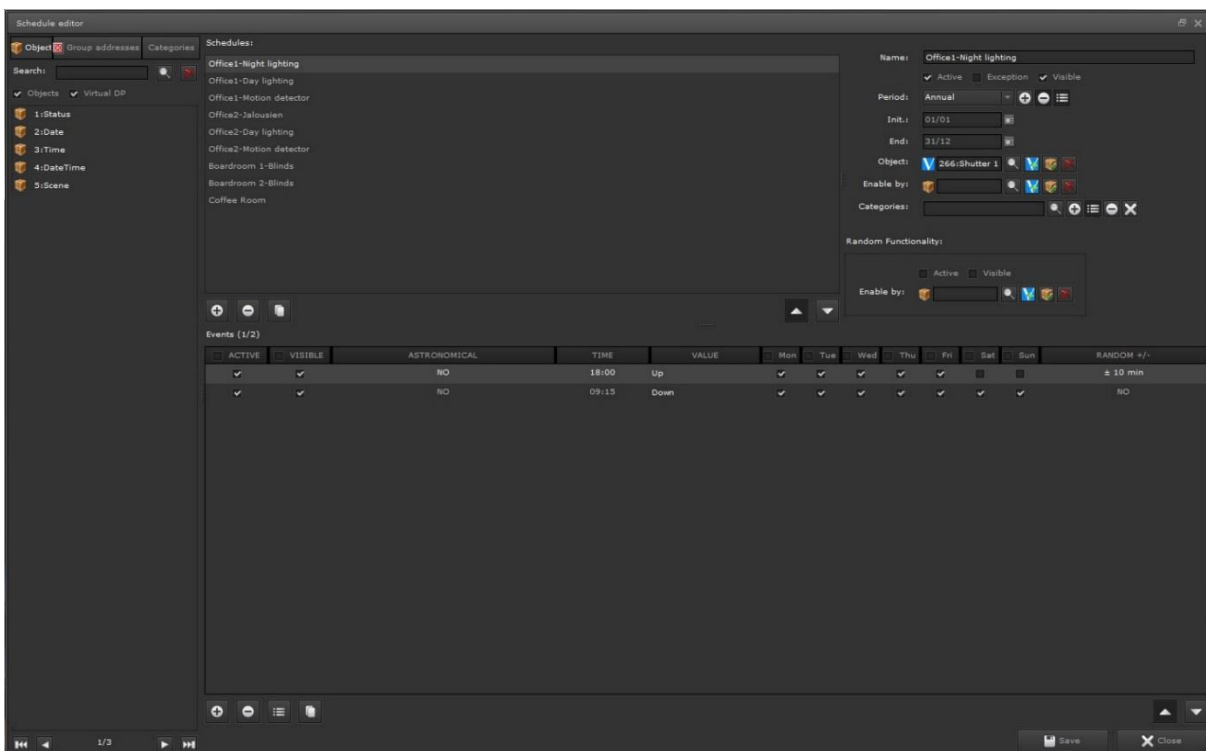 Schedule editor
Object Group addresses Categories
Search:
Objects Virtual DP
1:Status
2:Date
3:Time
4:DateTime
5:Scene
1/3
Schedules:
Office1-Night lighting
Office1-Day lighting
Office1-Motion detector
Office2-Jalousien
Office2-Day lighting
Office2-Motion detector
Boardroom 1-Blinds
Boardroom 2-Blinds
Coffee Room
Name: Office1-Night lighting
Active Exception Visible
Period: Annual
Init.: 01/01
End: 31/12
Object: V 266:Shutter 1
Enable by:
Categories:
Random Functionality:
Active Visible
Enable by:
Events (1/2)
ACTIVE VISIBLE ASTRONOMICAL TIME VALUE Mon Tue Wed Thu Fri Sat Sun RANDOM +/-
NO 18:00 Up ± 10 min
NO 09:15 Down NO
Save Close